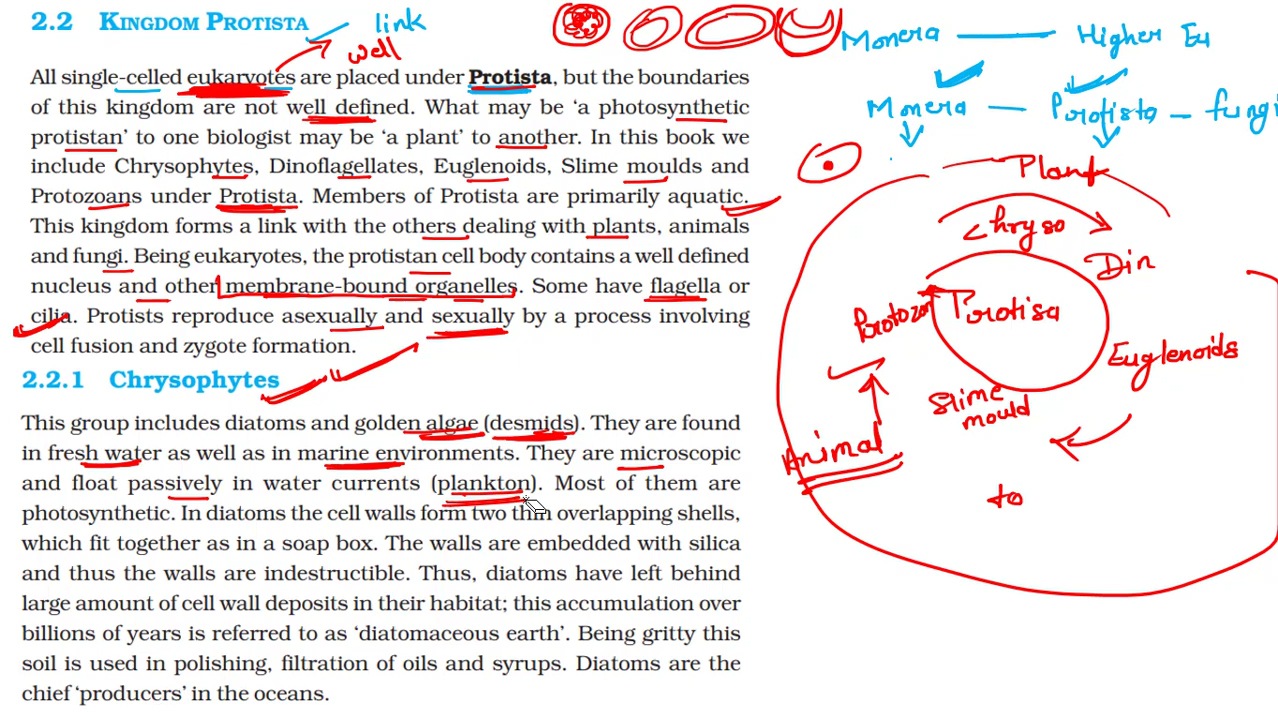 2.2 KINGDOM PROTISTA
link
well
All single-celled eukaryotes are placed under Protista, but the boundaries
of this kingdom are not well defined. What may be ‘a photosynthetic
protistan’ to one biologist may be ‘a plant’ to another. In this book we
include Chrysophytes, Dinoflagellates, Euglenoids, Slime moulds and
Protozoans under Protista. Members of Protista are primarily aquatic.
This kingdom forms a link with the others dealing with plants, animals
and fungi. Being eukaryotes, the protistan cell body contains a well defined
nucleus and other membrane-bound organelles. Some have flagella or
cilia. Protists reproduce asexually and sexually by a process involving
cell fusion and zygote formation.
2.2.1 Chrysophytes
This group includes diatoms and golden algae (desmids). They are found
in fresh water as well as in marine environments. They are microscopic
and float passively in water currents (plankton). Most of them are
photosynthetic. In diatoms the cell walls form two thin overlapping shells,
which fit together as in a soap box. The walls are embedded with silica
and thus the walls are indestructible. Thus, diatoms have left behind
large amount of cell wall deposits in their habitat; this accumulation over
billions of years is referred to as ‘diatomaceous earth’. Being gritty this
soil is used in polishing, filtration of oils and syrups. Diatoms are the
chief ‘producers’ in the oceans.
Monera — Higher Eu
Monera — Protista — fungi
Plant
Chryso
Din
Protozoa
Protisa
Euglenoids
Slime
mould
Animal
to